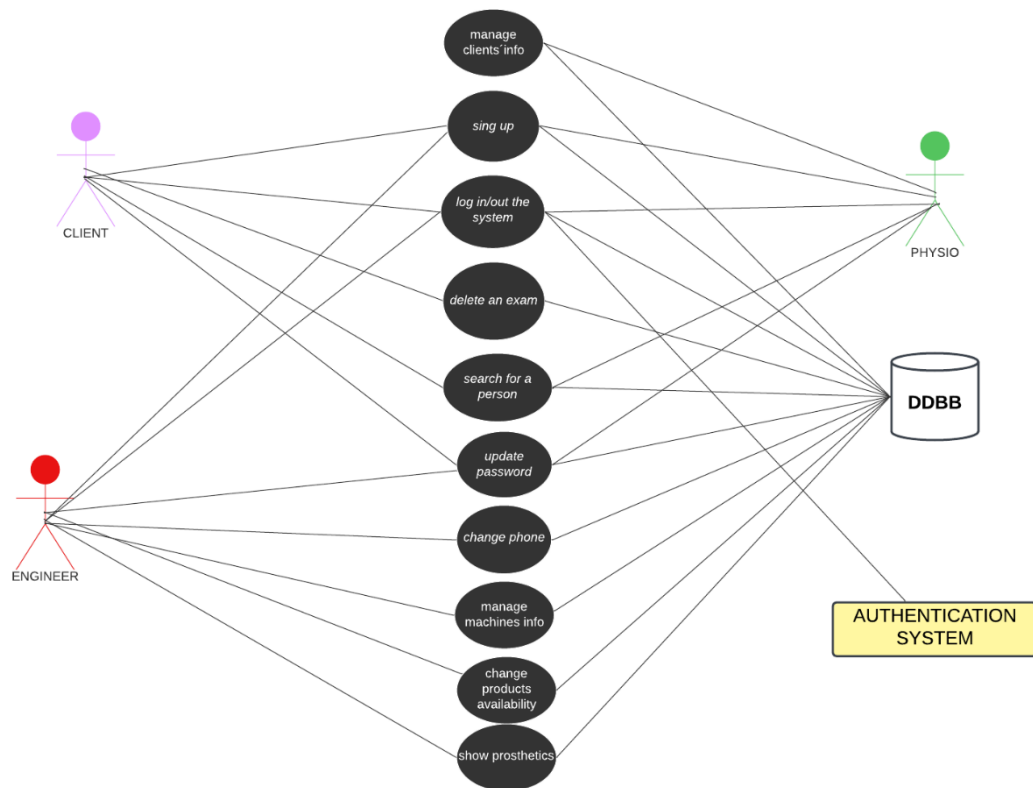 manage
clients´info
sing up
CLIENT
log in/out the
system
PHYSIO
delete an exam
search for a
person
DDBB
update
password
change phone
ENGINEER
manage
machines info
AUTHENTICATION
SYSTEM
change
products
availability
show prosthetics